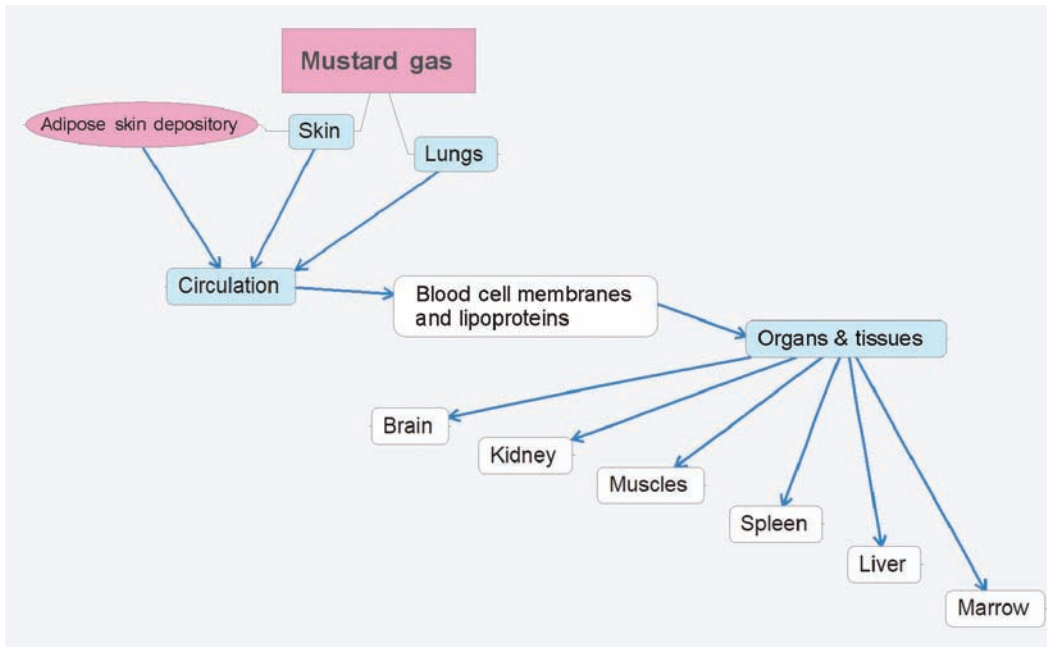 Mustard gas
Adipose skin depository
Skin
Lungs
Circulation
Blood cell membranes
and lipoproteins
Organs & tissues
Brain
Kidney
Muscles
Spleen
Liver
Marrow